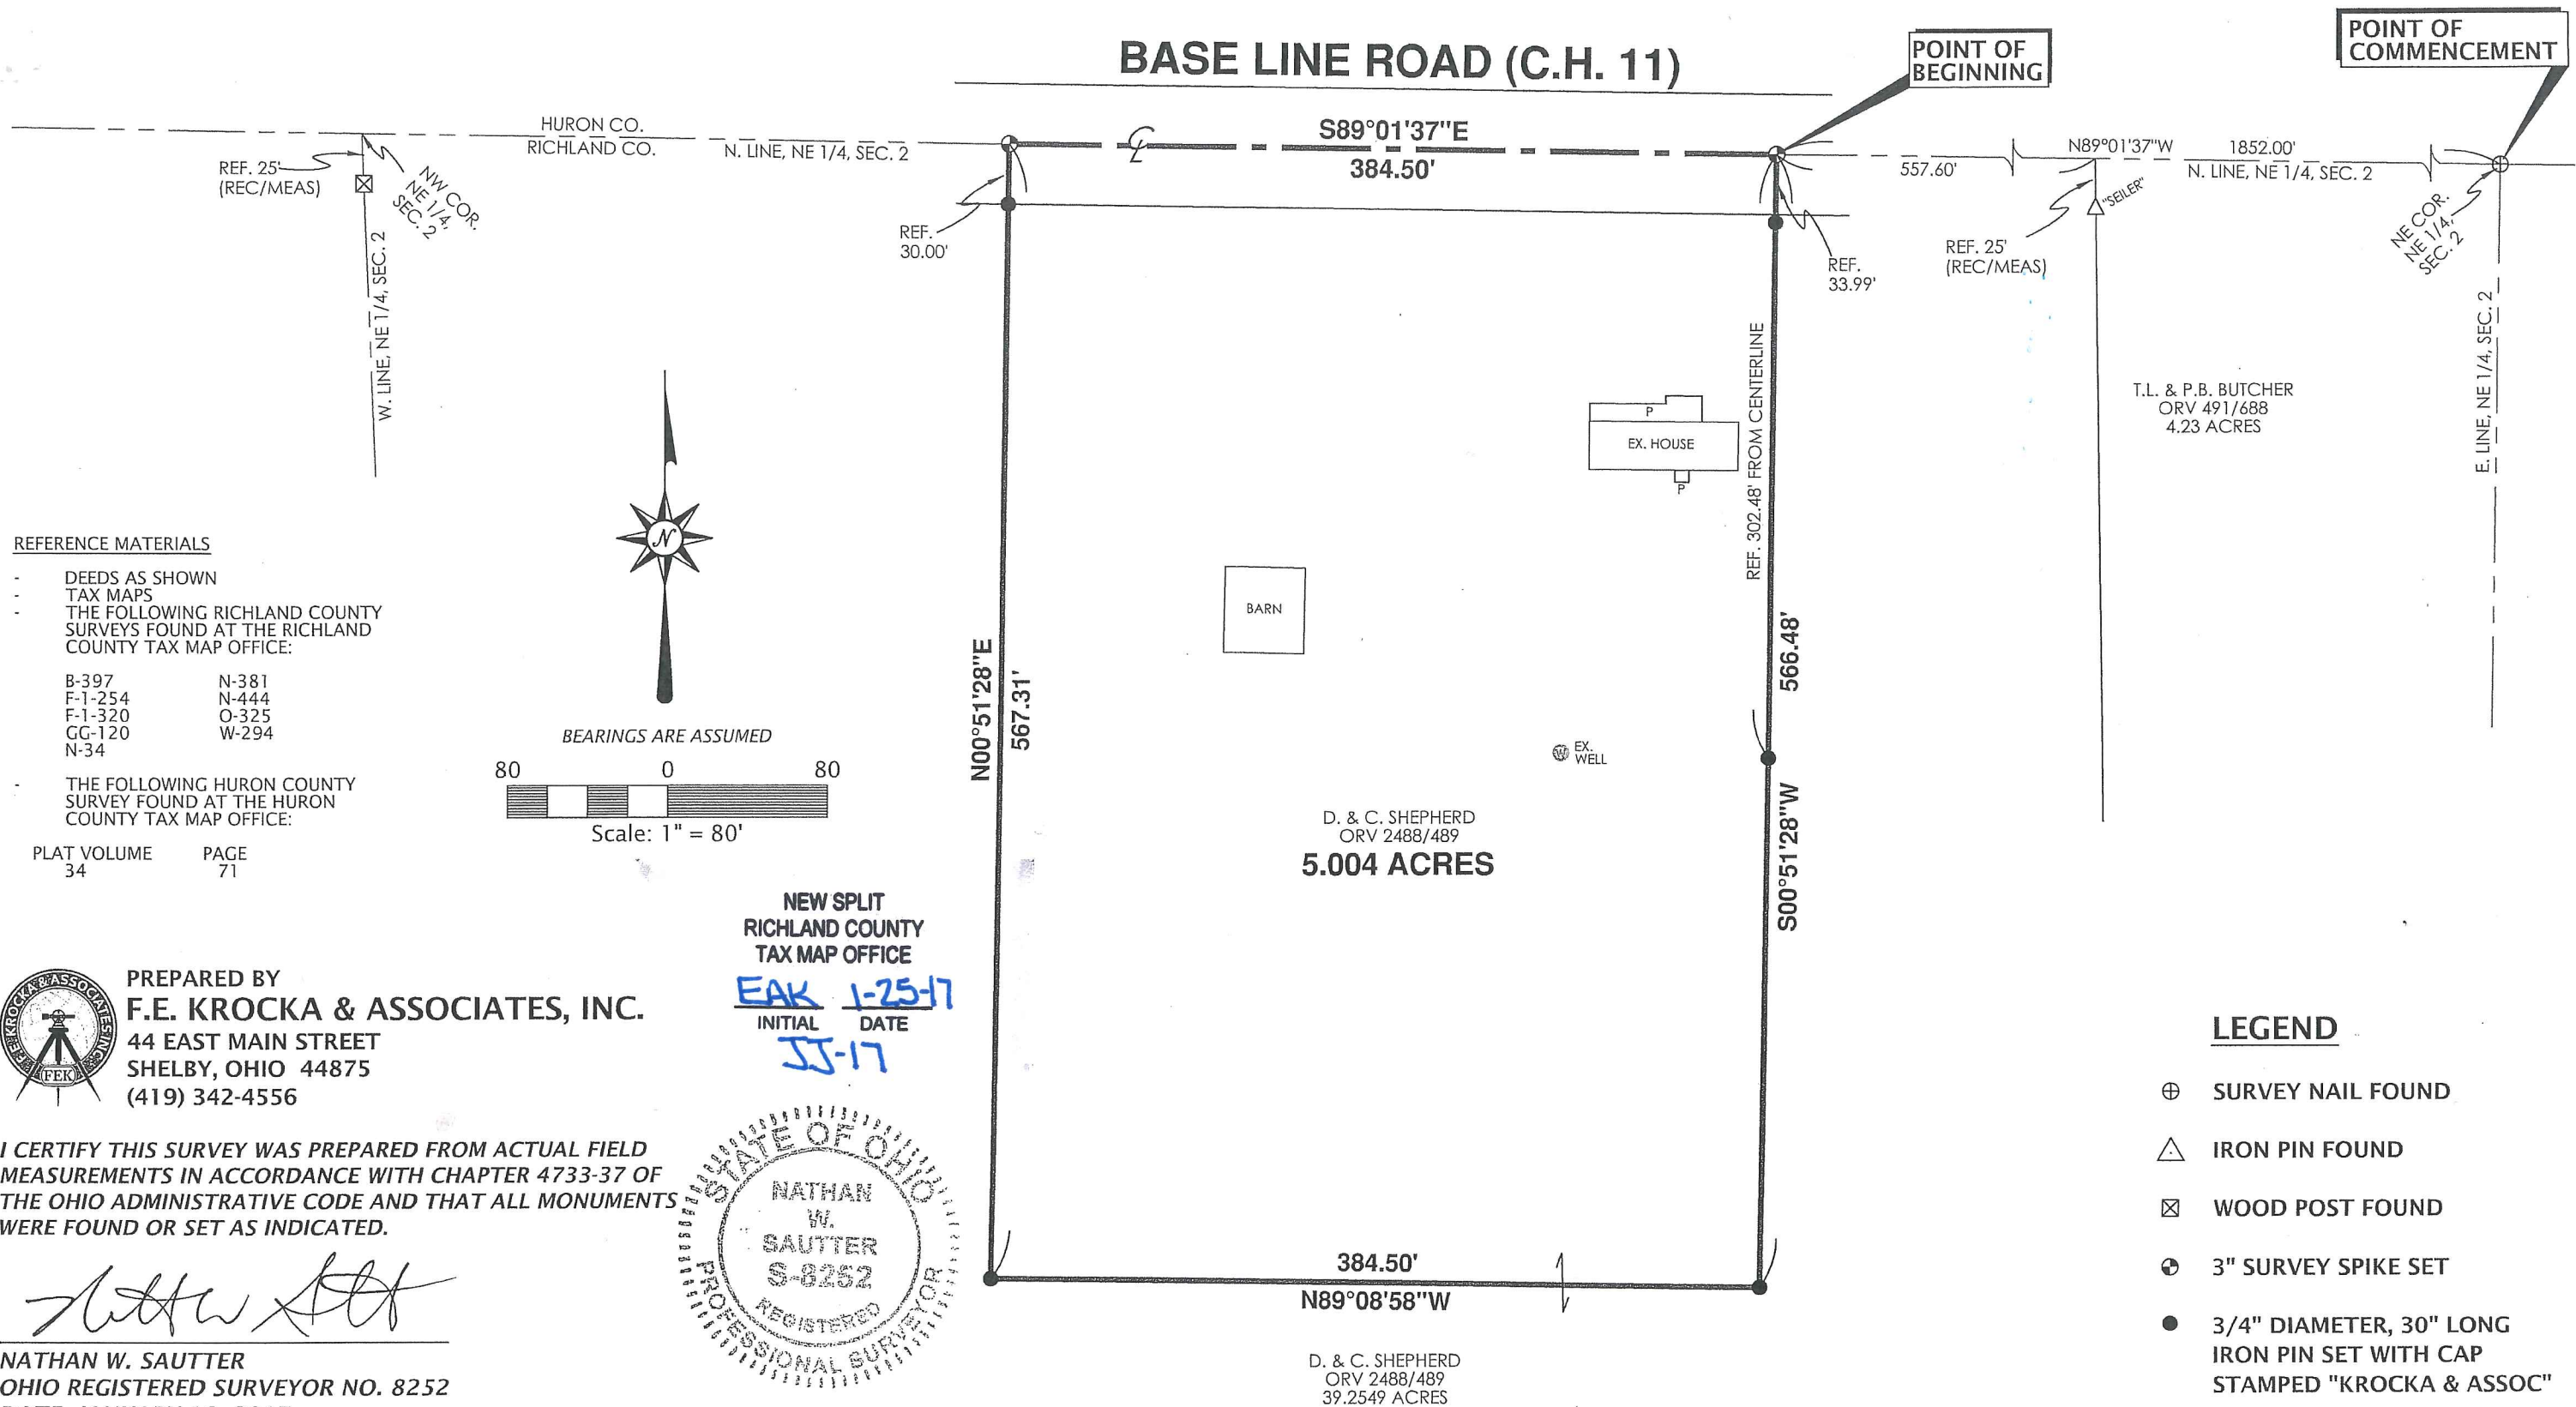 BASE LINE ROAD (C.H. 11)
POINT OF
BEGINNING
POINT OF
COMMENCEMENT
HURON CO.
RICHLAND CO.
N. LINE, NE 1/4, SEC. 2
S89°01'37"E
384.50'
℄
557.60'
N89°01'37"W
1852.00'
N. LINE, NE 1/4, SEC. 2
REF. 25'
(REC/MEAS)
NW COR.
NE 1/4,
SEC. 2
W. LINE, NE 1/4, SEC. 2
REF.
30.00'
REF.
33.99'
REF. 25'
(REC/MEAS)
"SEILER"
NE COR.
NE 1/4,
SEC. 2
E. LINE, NE 1/4, SEC. 2
REF. 302.48' FROM CENTERLINE
T.L. & P.B. BUTCHER
ORV 491/688
4.23 ACRES
P
EX. HOUSE
P
BARN
EX.
WELL
W
N00°51'28"E
567.31'
566.48'
S00°51'28"W
D. & C. SHEPHERD
ORV 2488/489
5.004 ACRES
384.50'
N89°08'58"W
D. & C. SHEPHERD
ORV 2488/489
39.2549 ACRES
REFERENCE MATERIALS
- DEEDS AS SHOWN
- TAX MAPS
- THE FOLLOWING RICHLAND COUNTY
SURVEYS FOUND AT THE RICHLAND
COUNTY TAX MAP OFFICE:
B-397 N-381
F-1-254 N-444
F-1-320 O-325
GG-120 W-294
N-34
- THE FOLLOWING HURON COUNTY
SURVEY FOUND AT THE HURON
COUNTY TAX MAP OFFICE:
PLAT VOLUME PAGE
34 71
N
BEARINGS ARE ASSUMED
80 0 80
Scale: 1" = 80'
NEW SPLIT
RICHLAND COUNTY
TAX MAP OFFICE
EAK 1-25-17
INITIAL DATE
JJ-17
F.E. KROCKA & ASSOCIATES INC.
FEK
PREPARED BY
F.E. KROCKA & ASSOCIATES, INC.
44 EAST MAIN STREET
SHELBY, OHIO 44875
(419) 342-4556
I CERTIFY THIS SURVEY WAS PREPARED FROM ACTUAL FIELD
MEASUREMENTS IN ACCORDANCE WITH CHAPTER 4733-37 OF
THE OHIO ADMINISTRATIVE CODE AND THAT ALL MONUMENTS
WERE FOUND OR SET AS INDICATED.
NATHAN W. SAUTTER
OHIO REGISTERED SURVEYOR NO. 8252
STATE OF OHIO
NATHAN
W.
SAUTTER
S-8252
REGISTERED
PROFESSIONAL SURVEYOR
LEGEND
SURVEY NAIL FOUND
IRON PIN FOUND
WOOD POST FOUND
3" SURVEY SPIKE SET
3/4" DIAMETER, 30" LONG
IRON PIN SET WITH CAP
STAMPED "KROCKA & ASSOC"